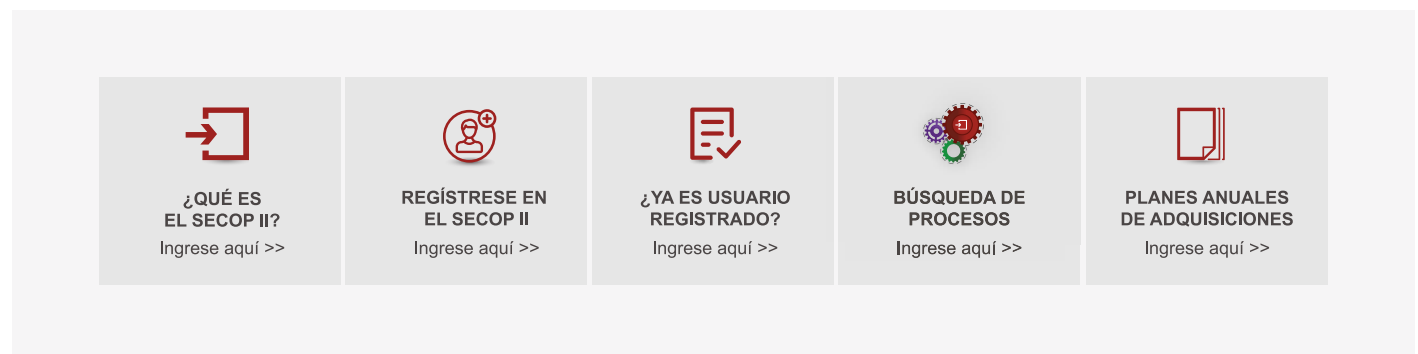 ¿QUÉ ES
EL SECOP II?
Ingrese aquí >>
REGÍSTRESE EN
EL SECOP II
Ingrese aquí >>
¿YA ES USUARIO
REGISTRADO?
Ingrese aquí >>
BÚSQUEDA DE
PROCESOS
Ingrese aquí >>
PLANES ANUALES
DE ADQUISICIONES
Ingrese aquí >>